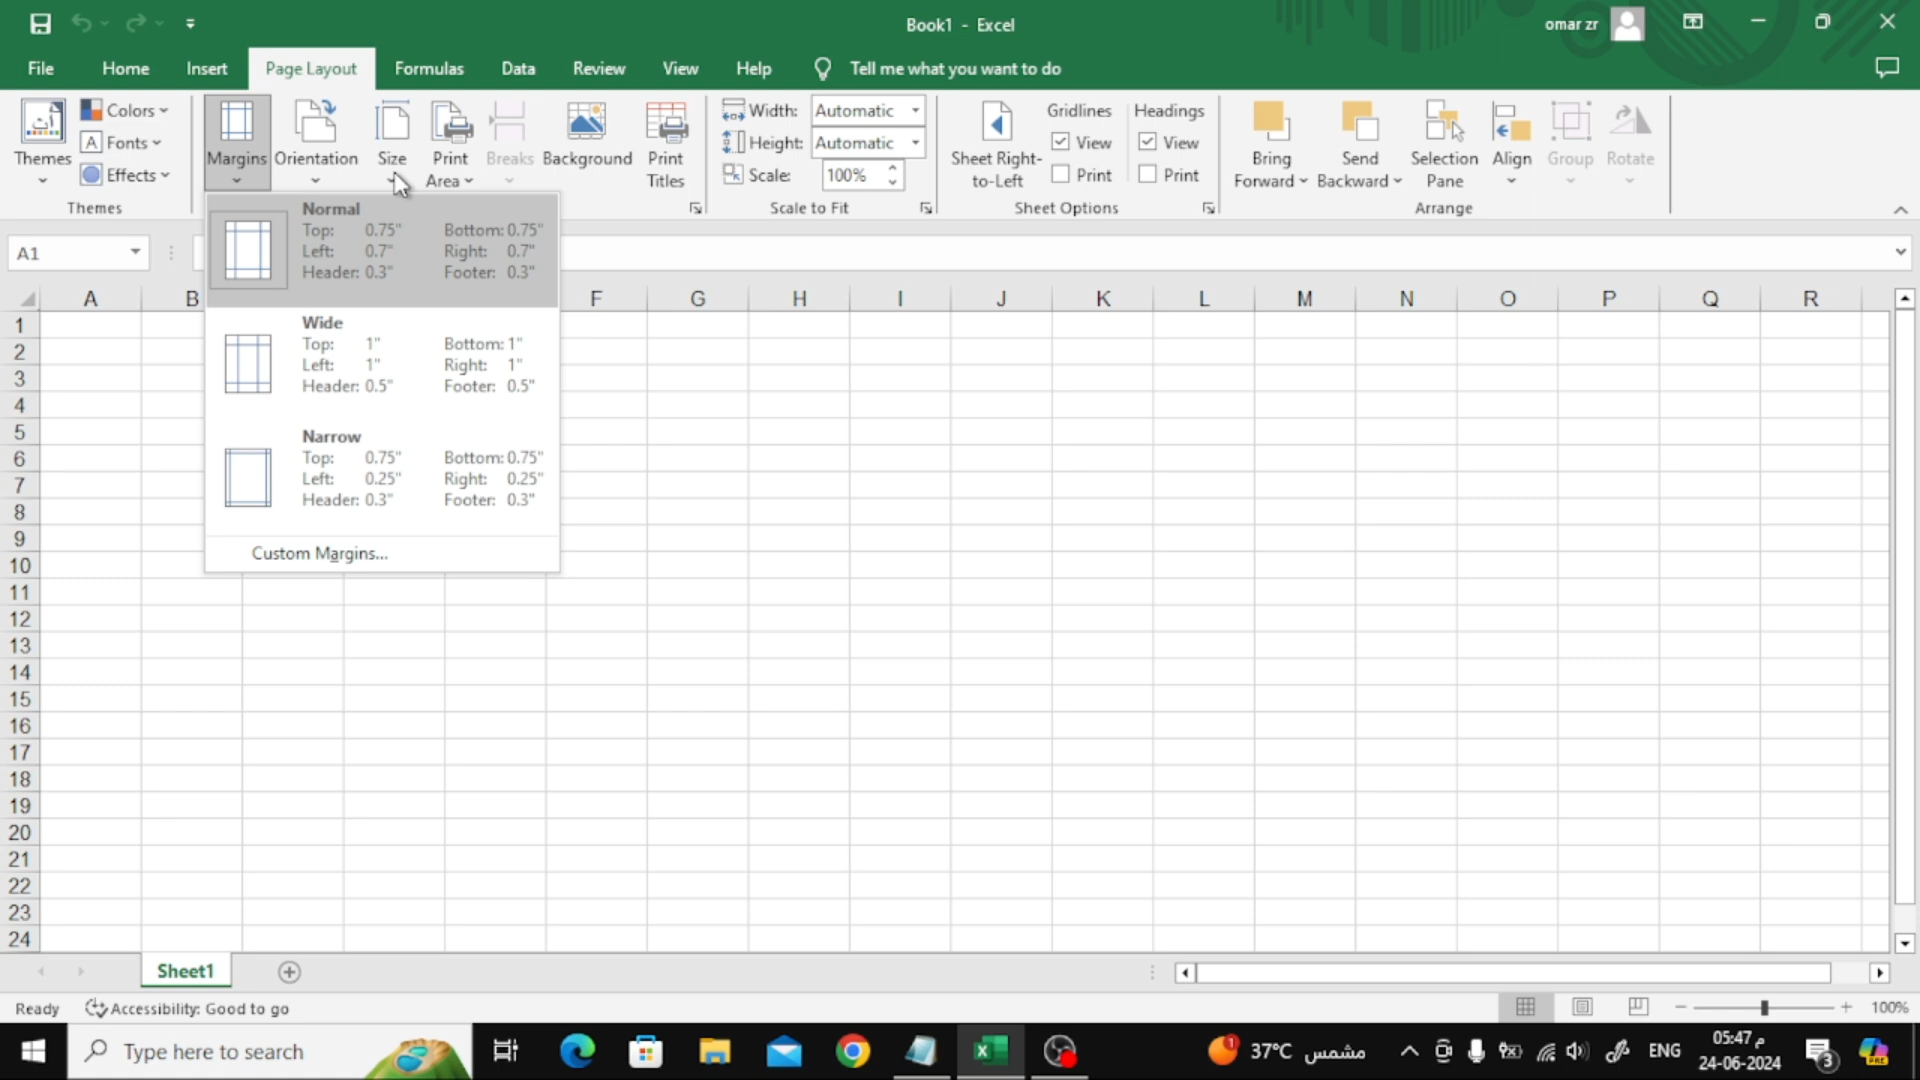 Book1 - Excel
omar zr
File Home Insert Page Layout Formulas Data Review View Help Tell me what you want to do
Themes
Colors
Fonts
Effects
Themes
Margins
Orientation
Size
Print
Area
Breaks
Background
Print
Titles
Width: Automatic
Height: Automatic
Scale: 100%
Scale to Fit
Sheet Right-
to-Left
Gridlines
View
Print
Headings
View
Print
Sheet Options
Bring
Forward
Send
Backward
Selection
Pane
Align
Group
Rotate
Arrange
A1
Normal
Top: 0.75" Bottom: 0.75"
Left: 0.7" Right: 0.7"
Header: 0.3" Footer: 0.3"
Wide
Top: 1" Bottom: 1"
Left: 1" Right: 1"
Header: 0.5" Footer: 0.5"
Narrow
Top: 0.75" Bottom: 0.75"
Left: 0.25" Right: 0.25"
Header: 0.3" Footer: 0.3"
Custom Margins...
A B F G H I J K L M N O P Q R
1
2
3
4
5
6
7
8
9
10
11
12
13
14
15
16
17
18
19
20
21
22
23
24
Sheet1
Ready Accessibility: Good to go
100%
Type here to search
1
37°C مشمس
ENG
05:47 م
24-06-2024
3
PRE